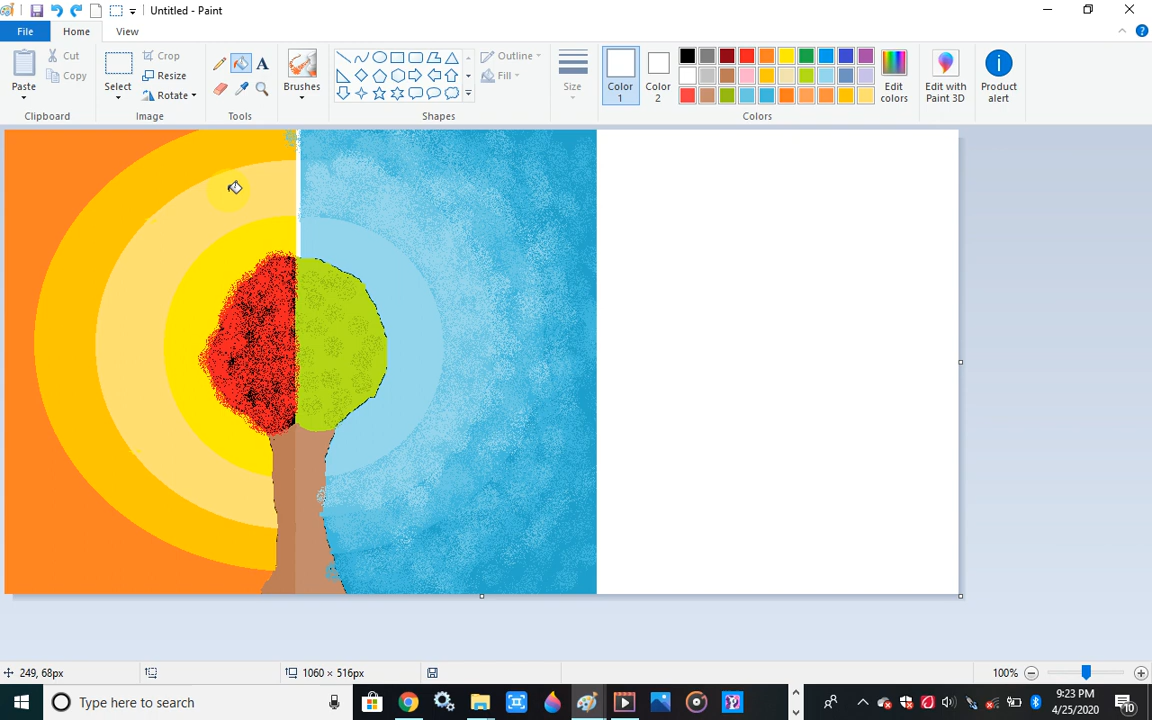 Untitled - Paint
File Home View
Cut
Crop
Outline
Paste Copy Select Resize Brushes Fill Size Color 1 Color 2 Edit colors Edit with Paint 3D Product alert
Rotate
Clipboard Image Tools Shapes Colors
249, 68px 1060 × 516px 100%
Type here to search 9:23 PM
4/25/2020 10